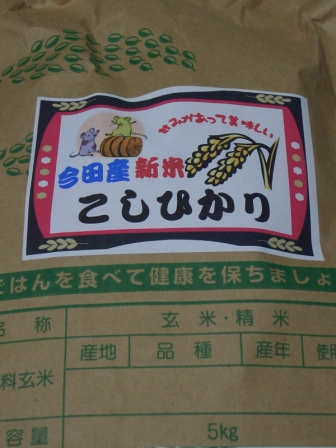 甘みがあって美味しい
今田産新米
こしひかり
ごはんを食べて健康を保ちましょ
名 称 玄米・精米
産地 品種 産年 使用
料玄米
容量 5kg